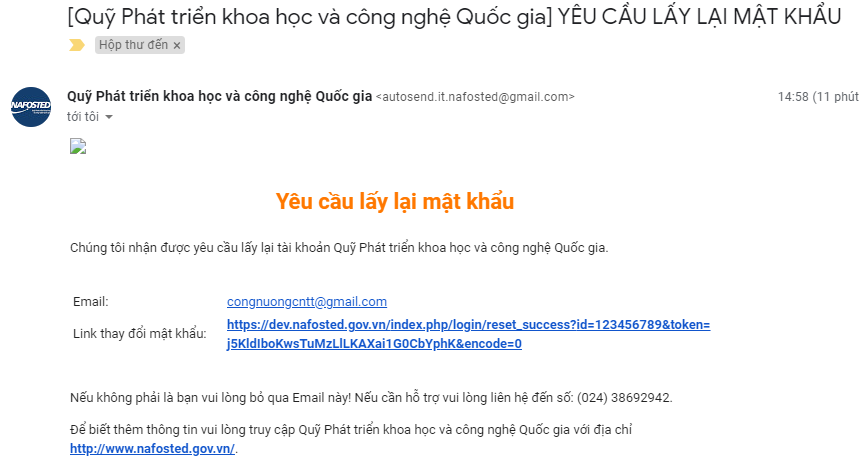 [Quỹ Phát triển khoa học và công nghệ Quốc gia] YÊU CẦU LẤY LẠI MẬT KHẨU
Hộp thư đến ×
NAFOSTED
Quỹ Phát triển khoa học và công nghệ Quốc gia <autosend.it.nafosted@gmail.com>
14:58 (11 phút
tới tôi
Yêu cầu lấy lại mật khẩu
Chúng tôi nhận được yêu cầu lấy lại tài khoản Quỹ Phát triển khoa học và công nghệ Quốc gia.
Email: congnuongcntt@gmail.com
Link thay đổi mật khẩu: https://dev.nafosted.gov.vn/index.php/login/reset_success?id=123456789&token=
j5KldIboKwsTuMzLlLKAXai1G0CbYphK&encode=0
Nếu không phải là bạn vui lòng bỏ qua Email này! Nếu cần hỗ trợ vui lòng liên hệ đến số: (024) 38692942.
Để biết thêm thông tin vui lòng truy cập Quỹ Phát triển khoa học và công nghệ Quốc gia với địa chỉ
http://www.nafosted.gov.vn/.